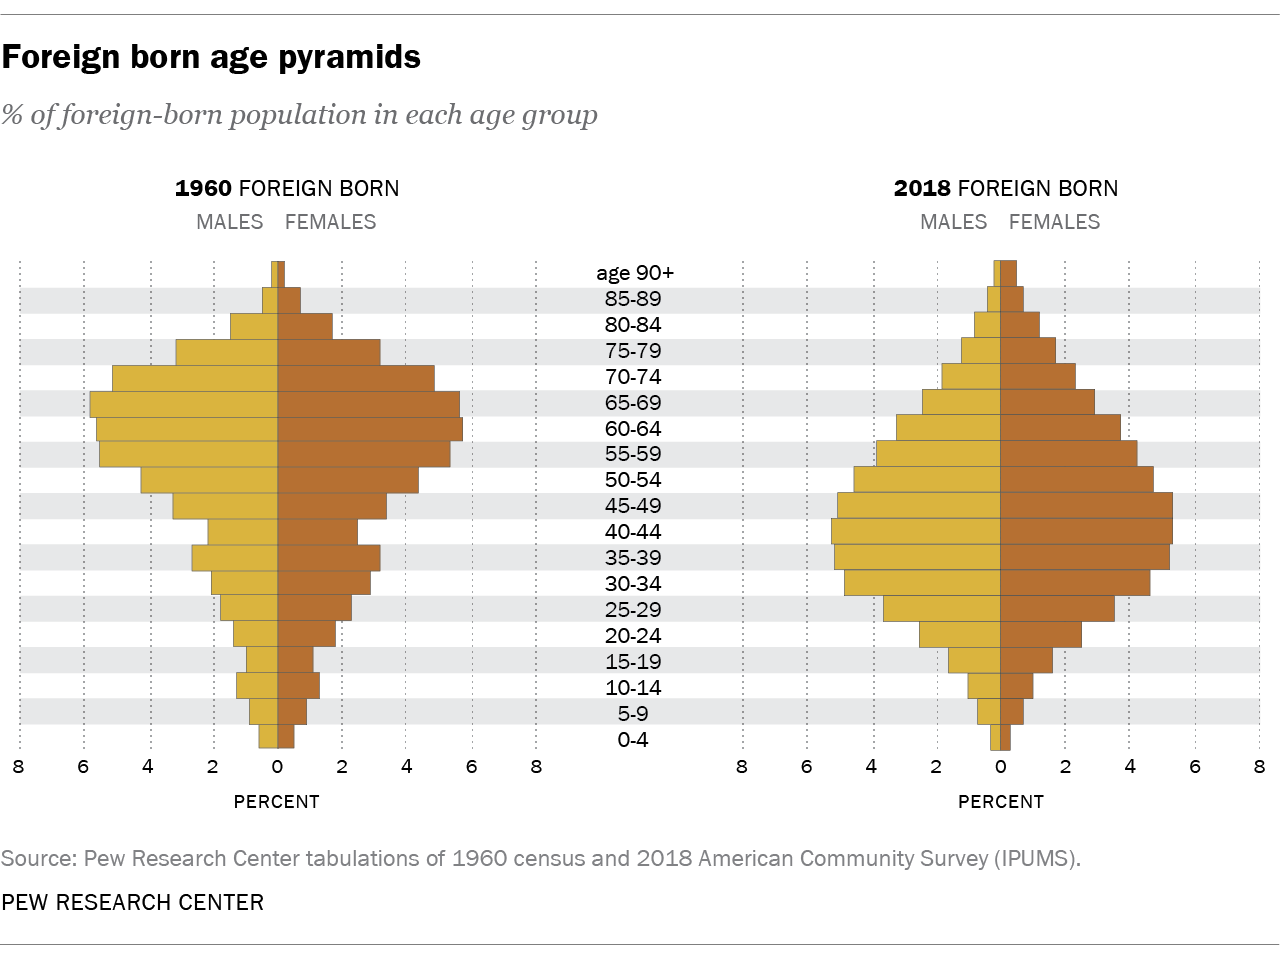 Foreign born age pyramids
% of foreign-born population in each age group
1960 FOREIGN BORN
MALES FEMALES
2018 FOREIGN BORN
MALES FEMALES
age 90+
85-89
80-84
75-79
70-74
65-69
60-64
55-59
50-54
45-49
40-44
35-39
30-34
25-29
20-24
15-19
10-14
5-9
0-4
8 6 4 2 0 2 4 6 8
PERCENT
8 6 4 2 0 2 4 6 8
PERCENT
Source: Pew Research Center tabulations of 1960 census and 2018 American Community Survey (IPUMS).
PEW RESEARCH CENTER